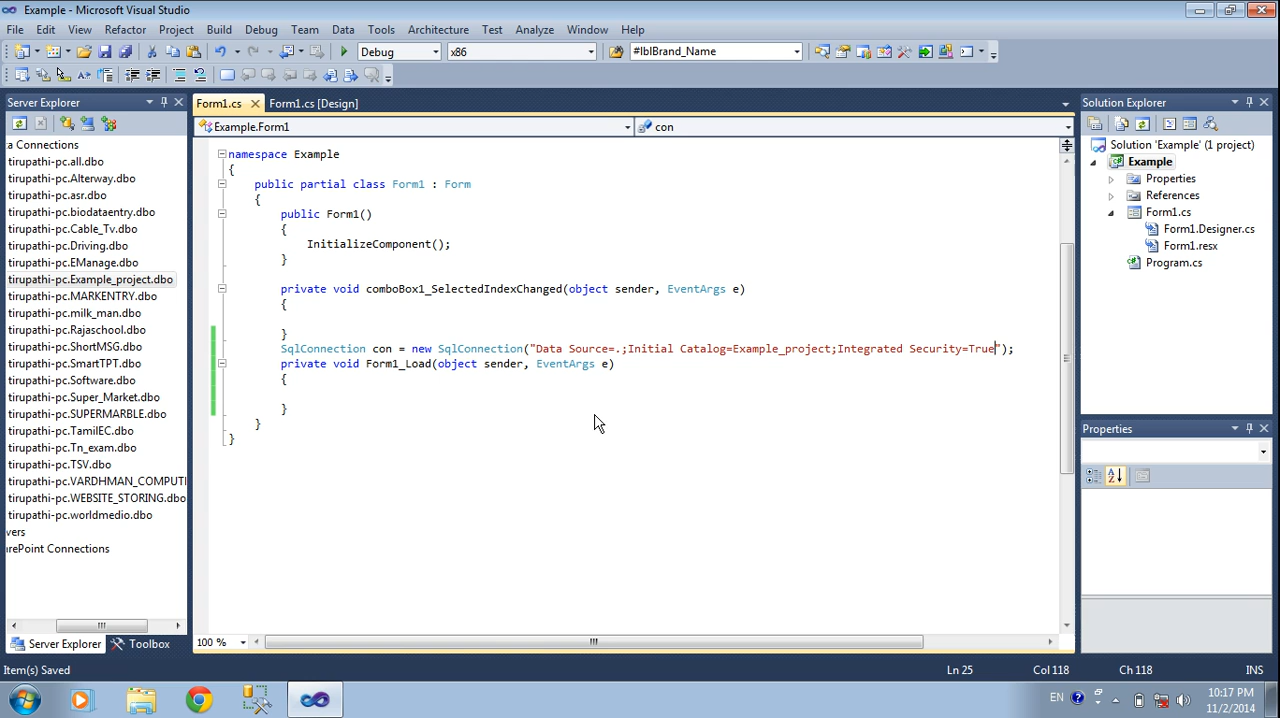 Example - Microsoft Visual Studio
File Edit View Refactor Project Build Debug Team Data Tools Architecture Test Analyze Window Help
Debug x86 #lblBrand_Name
Server Explorer
a Connections
tirupathi-pc.all.dbo
tirupathi-pc.Alterway.dbo
tirupathi-pc.asr.dbo
tirupathi-pc.biodataentry.dbo
tirupathi-pc.Cable_Tv.dbo
tirupathi-pc.Driving.dbo
tirupathi-pc.EManage.dbo
tirupathi-pc.Example_project.dbo
tirupathi-pc.MARKENTRY.dbo
tirupathi-pc.milk_man.dbo
tirupathi-pc.Rajaschool.dbo
tirupathi-pc.ShortMSG.dbo
tirupathi-pc.SmartTPT.dbo
tirupathi-pc.Software.dbo
tirupathi-pc.Super_Market.dbo
tirupathi-pc.SUPERMARBLE.dbo
tirupathi-pc.TamilEC.dbo
tirupathi-pc.Tn_exam.dbo
tirupathi-pc.TSV.dbo
tirupathi-pc.VARDHMAN_COMPUTI
tirupathi-pc.WEBSITE_STORING.dbo
tirupathi-pc.worldmedio.dbo
vers
arePoint Connections
Server Explorer Toolbox
Form1.cs Form1.cs [Design]
Example.Form1 con
namespace Example
{
public partial class Form1 : Form
{
public Form1()
{
InitializeComponent();
}
private void comboBox1_SelectedIndexChanged(object sender, EventArgs e)
{
}
SqlConnection con = new SqlConnection("Data Source=.;Initial Catalog=Example_project;Integrated Security=True");
private void Form1_Load(object sender, EventArgs e)
{
}
}
}
100 %
Solution Explorer
Solution 'Example' (1 project)
Example
Properties
References
Form1.cs
Form1.Designer.cs
Form1.resx
Program.cs
Properties
Item(s) Saved Ln 25 Col 118 Ch 118 INS
EN 10:17 PM
11/2/2014